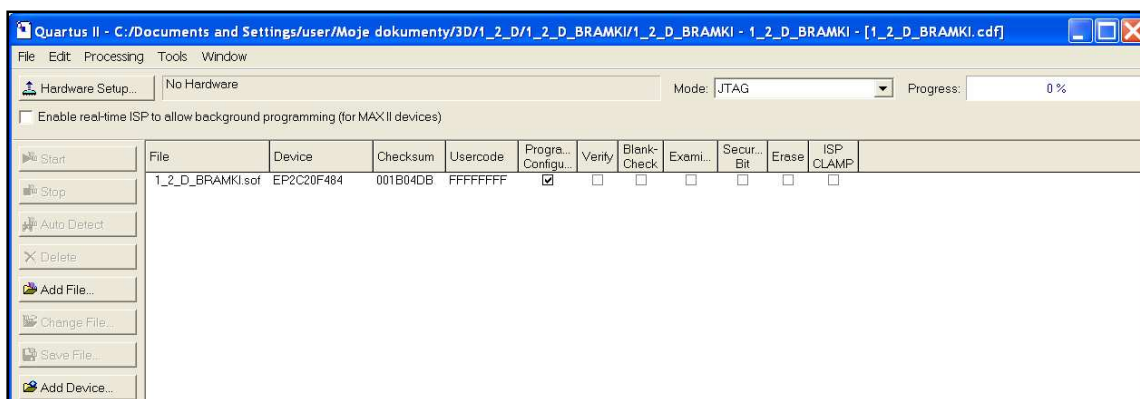 Quartus II - C:/Documents and Settings/user/Moje dokumenty/3D/1_2_D/1_2_D_BRAMKI/1_2_D_BRAMKI - 1_2_D_BRAMKI - [1_2_D_BRAMKI.cdf]
File Edit Processing Tools Window
Hardware Setup... No Hardware Mode: JTAG Progress: 0 %
Enable real-time ISP to allow background programming (for MAX II devices)
Start
Stop
Auto Detect
Delete
Add File...
Change File...
Save File...
Add Device...
File Device Checksum Usercode Progra... Configu... Verify Blank-Check Exami... Secur... Bit Erase ISP CLAMP
1_2_D_BRAMKI.sof EP2C20F484 001B04DB FFFFFFFF